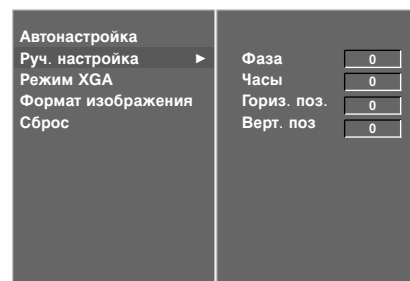 Автонастройка
Руч. настройка ►
Режим XGA
Формат изображения
Сброс
Фаза 0
Часы 0
Гориз. поз. 0
Верт. поз 0